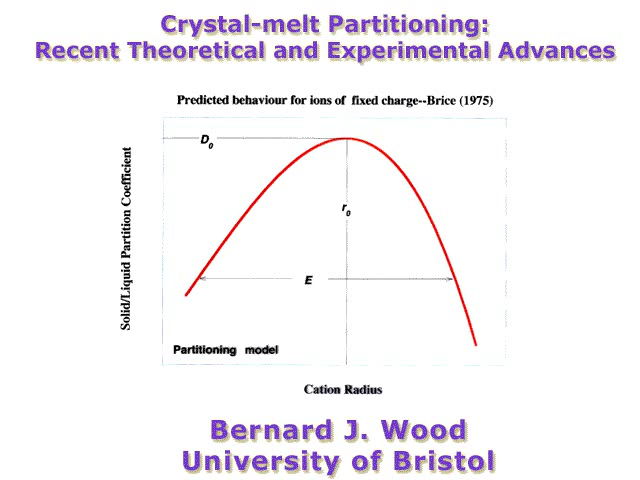 Crystal-melt Partitioning:
Recent Theoretical and Experimental Advances
Predicted behaviour for ions of fixed charge--Brice (1975)
D0
r0
E
Solid/Liquid Partition Coefficient
Partitioning model
Cation Radius
Bernard J. Wood
University of Bristol